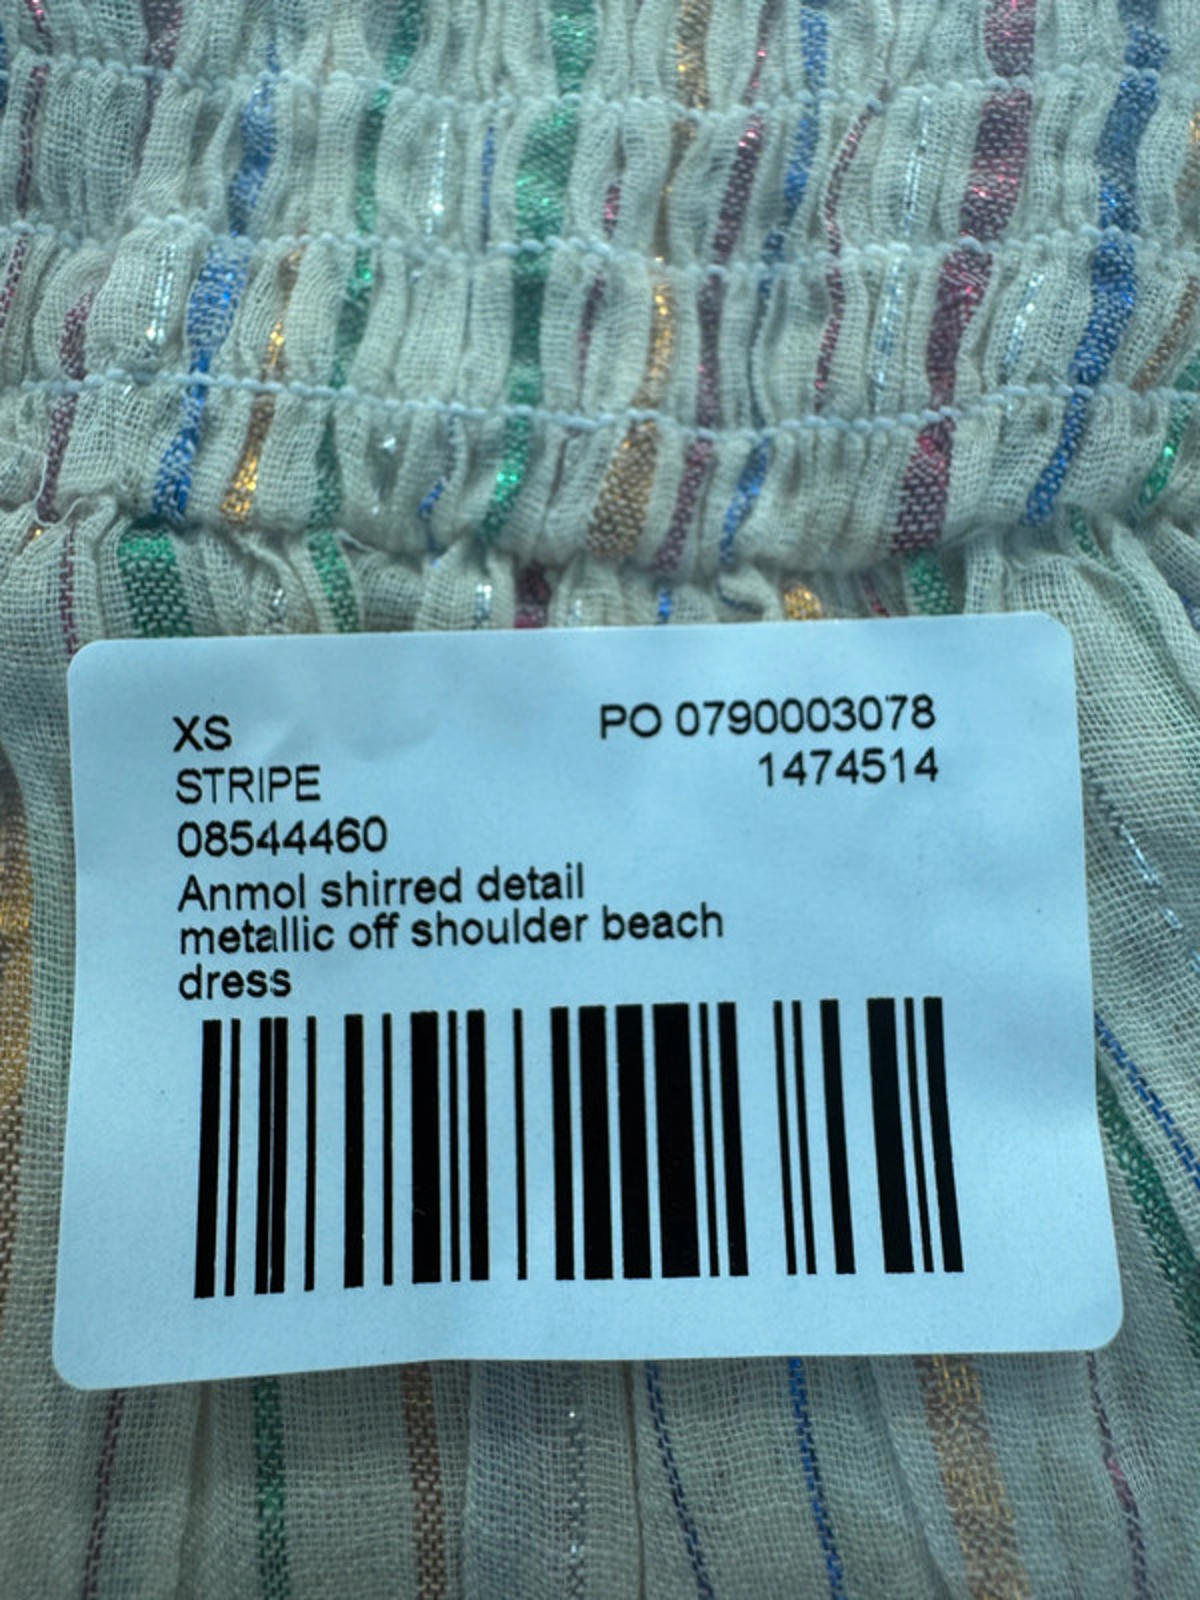 XS
STRIPE
08544460
Anmol shirred detail
metallic off shoulder beach
dress
PO 0790003078
1474514